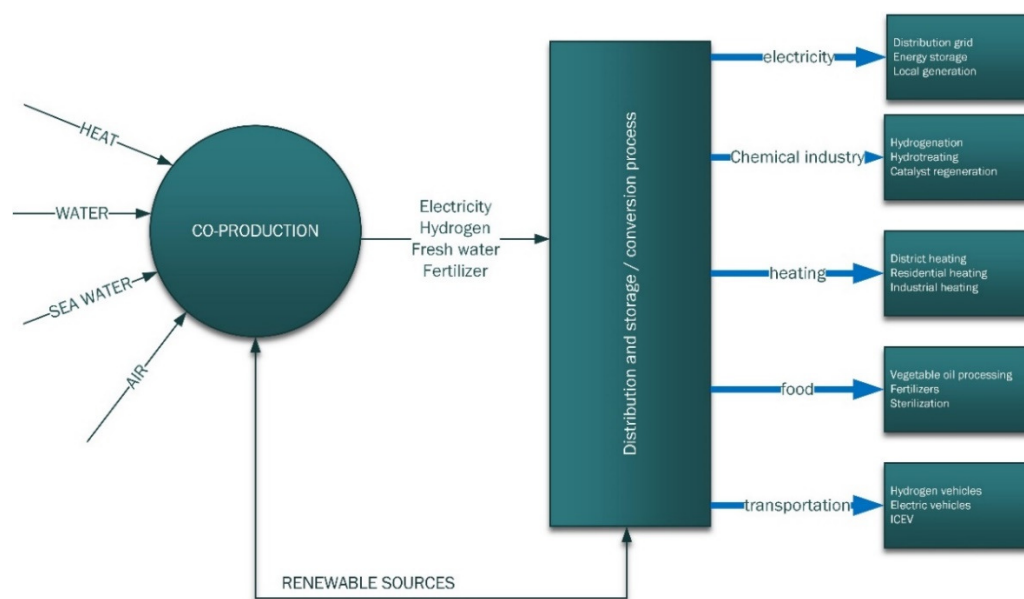 HEAT
WATER
SEA WATER
AIR
CO-PRODUCTION
Electricity
Hydrogen
Fresh water
Fertilizer
RENEWABLE SOURCES
Distribution and storage / conversion process
electricity
Distribution grid
Energy storage
Local generation
Chemical industry
Hydrogenation
Hydrotreating
Catalyst regeneration
heating
District heating
Residential heating
Industrial heating
food
Vegetable oil processing
Fertilizers
Sterilization
transportation
Hydrogen vehicles
Electric vehicles
ICEV